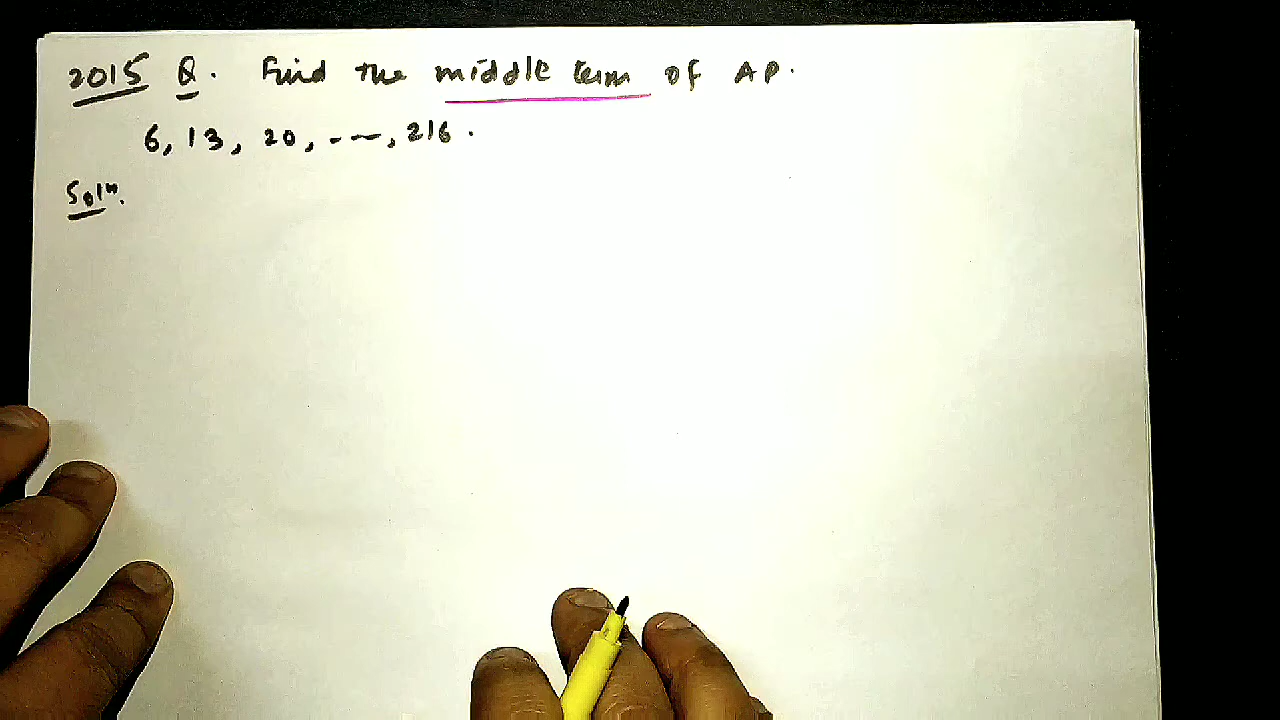 2015 Q. Find the middle term of AP.
6, 13, 20, ---, 216.
Solⁿ.